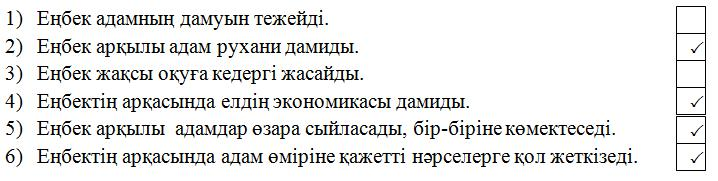 1) Еңбек адамның дамуын тежейді.
2) Еңбек арқылы адам рухани дамиды. ✓
3) Еңбек жақсы оқуға кедергі жасайды.
4) Еңбектің арқасында елдің экономикасы дамиды. ✓
5) Еңбек арқылы адамдар өзара сыйласады, бір-біріне көмектеседі. ✓
6) Еңбектің арқасында адам өміріне қажетті нәрселерге қол жеткізеді. ✓